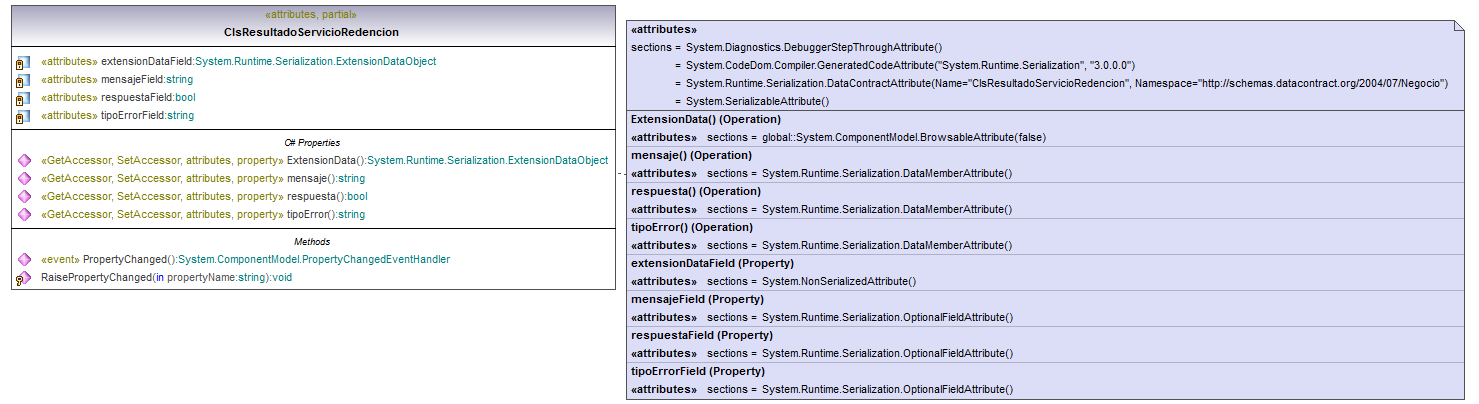 «attributes, partial»
ClsResultadoServicioRedencion
«attributes» extensionDataField:System.Runtime.Serialization.ExtensionDataObject
«attributes» mensajeField:string
«attributes» respuestaField:bool
«attributes» tipoErrorField:string
C# Properties
«GetAccessor, SetAccessor, attributes, property» ExtensionData():System.Runtime.Serialization.ExtensionDataObject
«GetAccessor, SetAccessor, attributes, property» mensaje():string
«GetAccessor, SetAccessor, attributes, property» respuesta():bool
«GetAccessor, SetAccessor, attributes, property» tipoError():string
Methods
«event» PropertyChanged():System.ComponentModel.PropertyChangedEventHandler
RaisePropertyChanged(in propertyName:string):void
«attributes»
sections = System.Diagnostics.DebuggerStepThroughAttribute()
= System.CodeDom.Compiler.GeneratedCodeAttribute("System.Runtime.Serialization", "3.0.0.0")
= System.Runtime.Serialization.DataContractAttribute(Name="ClsResultadoServicioRedencion", Namespace="http://schemas.datacontract.org/2004/07/Negocio")
= System.SerializableAttribute()
ExtensionData() (Operation)
«attributes» sections = global::System.ComponentModel.BrowsableAttribute(false)
mensaje() (Operation)
«attributes» sections = System.Runtime.Serialization.DataMemberAttribute()
respuesta() (Operation)
«attributes» sections = System.Runtime.Serialization.DataMemberAttribute()
tipoError() (Operation)
«attributes» sections = System.Runtime.Serialization.DataMemberAttribute()
extensionDataField (Property)
«attributes» sections = System.NonSerializedAttribute()
mensajeField (Property)
«attributes» sections = System.Runtime.Serialization.OptionalFieldAttribute()
respuestaField (Property)
«attributes» sections = System.Runtime.Serialization.OptionalFieldAttribute()
tipoErrorField (Property)
«attributes» sections = System.Runtime.Serialization.OptionalFieldAttribute()